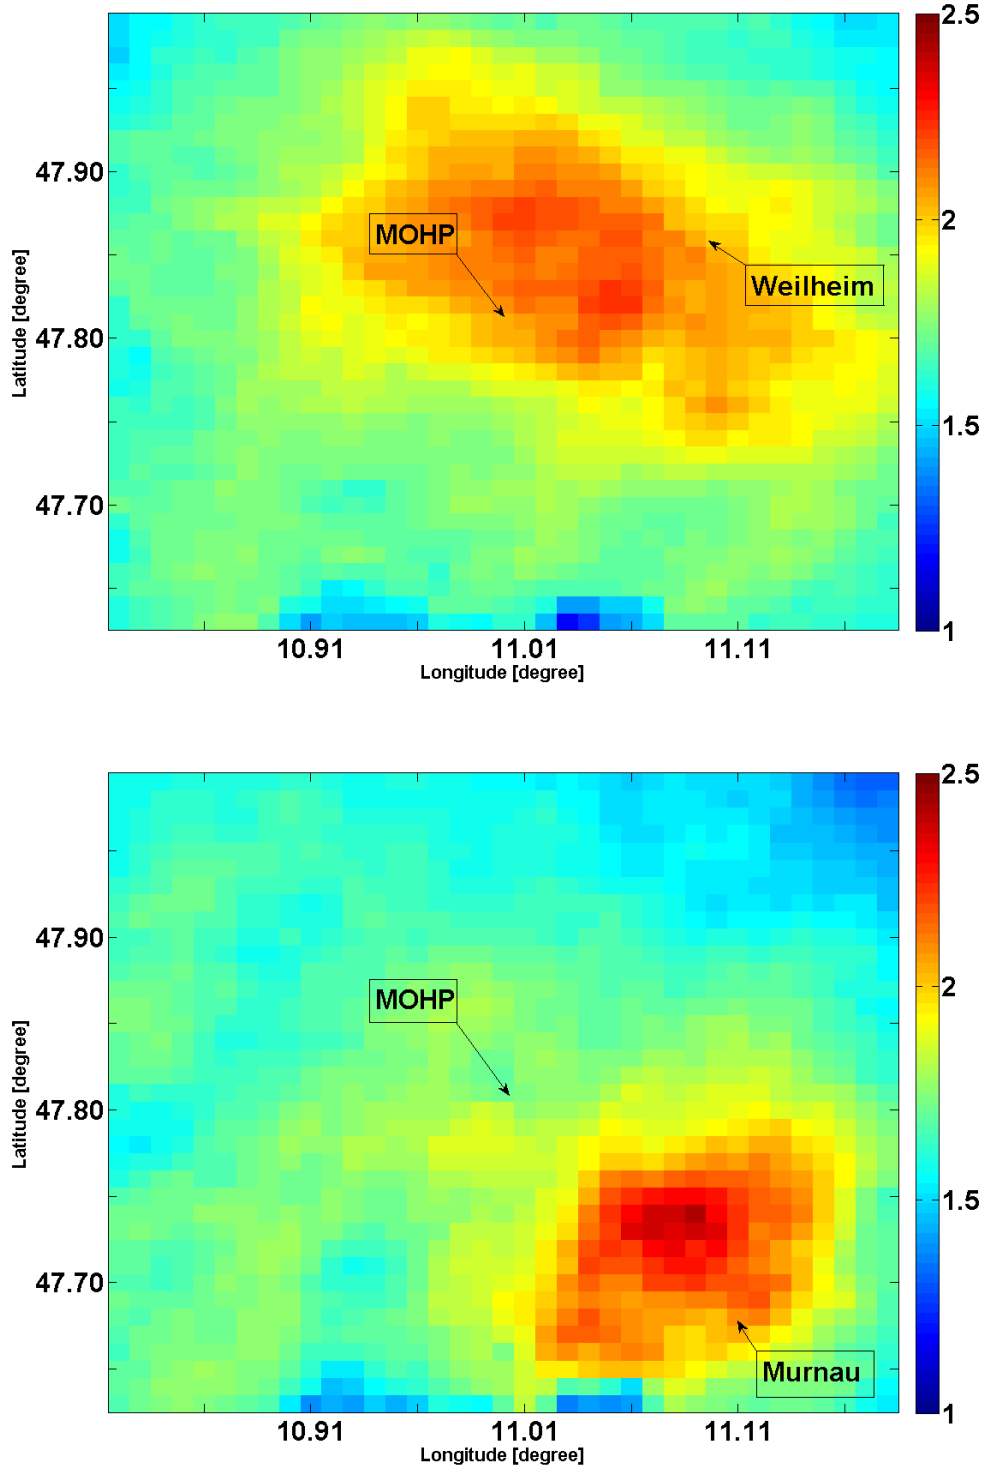 2.5
47.90
MOHP
2
Weilheim
Latitude [degree]
47.80
1.5
47.70
1
10.91 11.01 11.11
Longitude [degree]
2.5
47.90
MOHP
2
Latitude [degree]
47.80
1.5
47.70
Murnau
1
10.91 11.01 11.11
Longitude [degree]